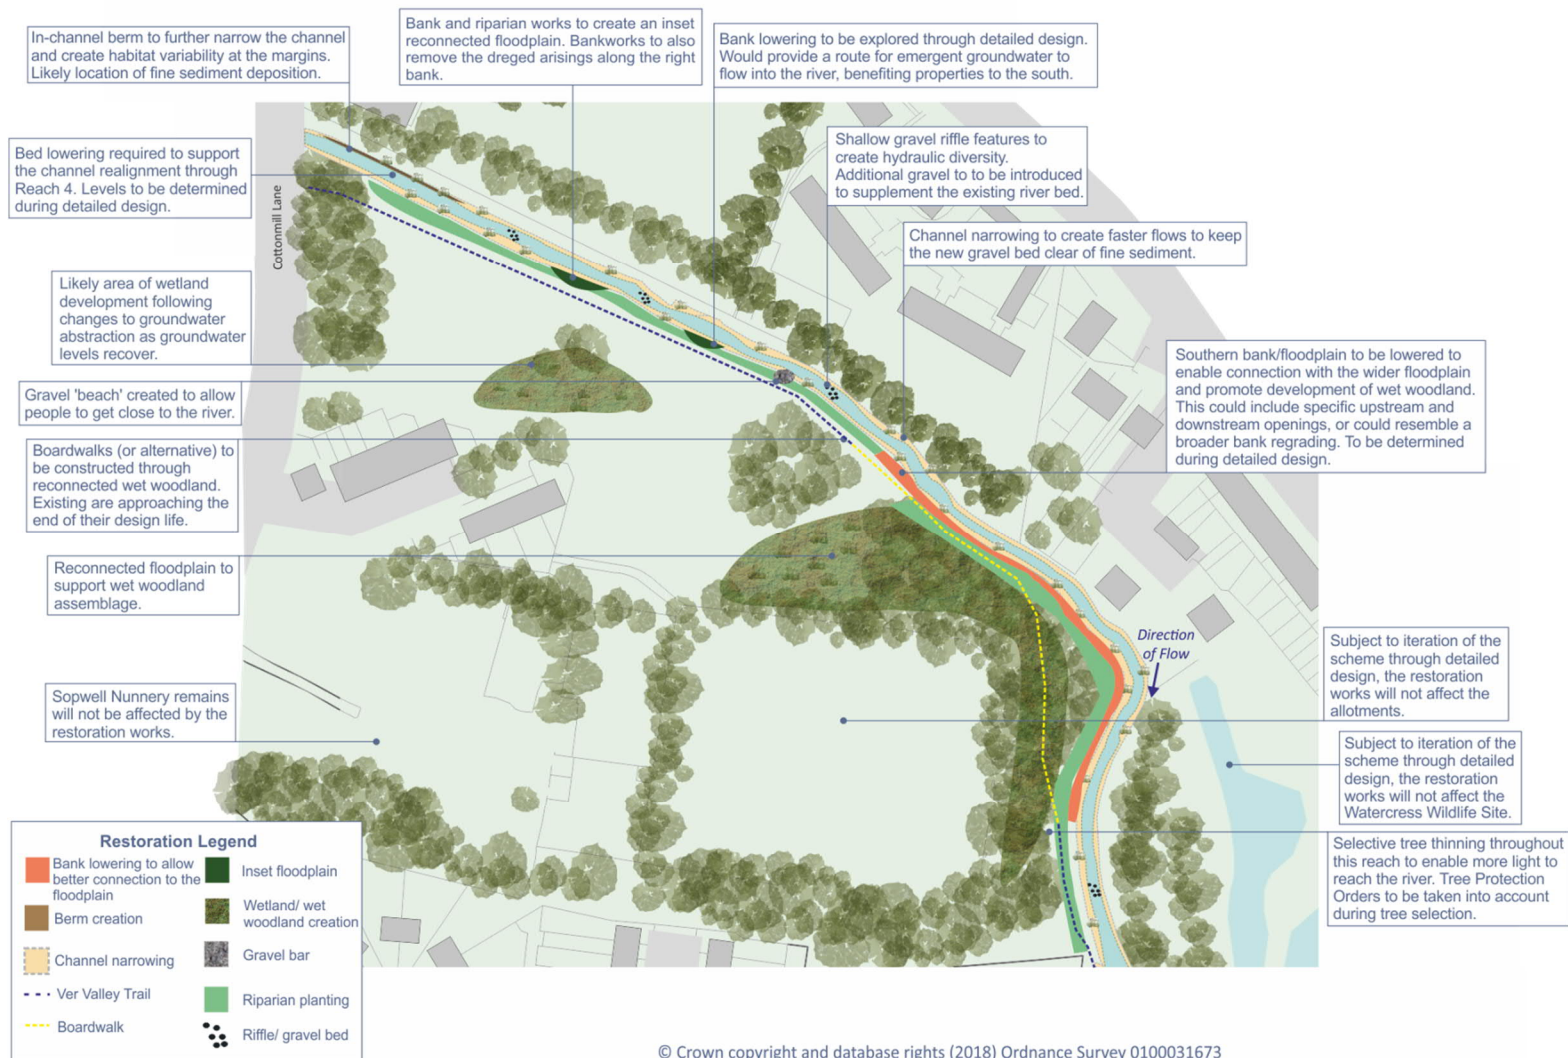 In-channel berm to further narrow the channel
and create habitat variability at the margins.
Likely location of fine sediment deposition.
Bank and riparian works to create an inset
reconnected floodplain. Bankworks to also
remove the dreged arisings along the right
bank.
Bank lowering to be explored through detailed design.
Would provide a route for emergent groundwater to
flow into the river, benefiting properties to the south.
Bed lowering required to support
the channel realignment through
Reach 4. Levels to be determined
during detailed design.
Cottonmill Lane
Shallow gravel riffle features to
create hydraulic diversity.
Additional gravel to to be introduced
to supplement the existing river bed.
Channel narrowing to create faster flows to keep
the new gravel bed clear of fine sediment.
Likely area of wetland
development following
changes to groundwater
abstraction as groundwater
levels recover.
Gravel 'beach' created to allow
people to get close to the river.
Southern bank/floodplain to be lowered to
enable connection with the wider floodplain
and promote development of wet woodland.
This could include specific upstream and
downstream openings, or could resemble a
broader bank regrading. To be determined
during detailed design.
Boardwalks (or alternative) to
be constructed through
reconnected wet woodland.
Existing are approaching the
end of their design life.
Reconnected floodplain to
support wet woodland
assemblage.
Direction
of Flow
Subject to iteration of the
scheme through detailed
design, the restoration
works will not affect the
allotments.
Sopwell Nunnery remains
will not be affected by the
restoration works.
Subject to iteration of the
scheme through detailed
design, the restoration
works will not affect the
Watercress Wildlife Site.
Selective tree thinning throughout
this reach to enable more light to
reach the river. Tree Protection
Orders to be taken into account
during tree selection.
Restoration Legend
Bank lowering to allow
better connection to the
floodplain
Berm creation
Channel narrowing
Ver Valley Trail
Boardwalk
Inset floodplain
Wetland/ wet
woodland creation
Gravel bar
Riparian planting
Riffle/ gravel bed
© Crown copyright and database rights (2018) Ordnance Survey 0100031673